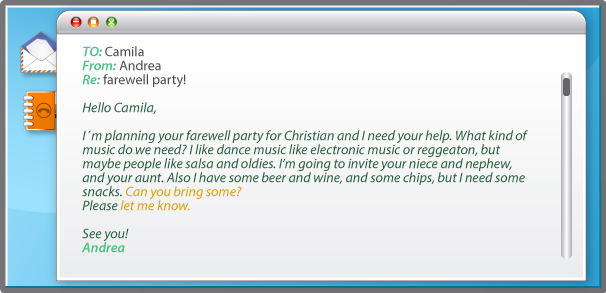 TO: Camila
From: Andrea
Re: farewell party!
Hello Camila,
I´m planning your farewell party for Christian and I need your help. What kind of
music do we need? I like dance music like electronic music or reggeaton, but
maybe people like salsa and oldies. I’m going to invite your niece and nephew,
and your aunt. Also I have some beer and wine, and some chips, but I need some
snacks. Can you bring some?
Please let me know.
See you!
Andrea